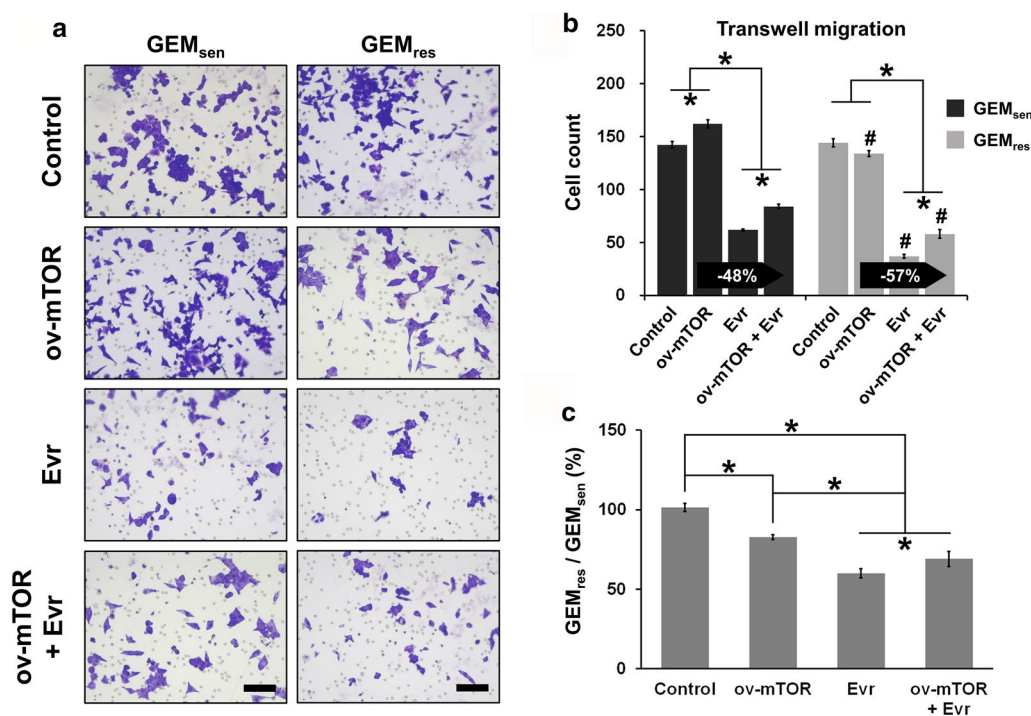 a
GEMsen
GEMres
Control
ov-mTOR
Evr
ov-mTOR
+ Evr
b
Transwell migration
Cell count
250
200
150
100
50
0
*
*
*
*
*
#
#
*
#
-48%
-57%
GEMsen
GEMres
Control
ov-mTOR
Evr
ov-mTOR + Evr
Control
ov-mTOR
Evr
ov-mTOR + Evr
c
GEMres / GEMsen (%)
150
100
50
0
*
*
*
*
Control
ov-mTOR
Evr
ov-mTOR
+ Evr